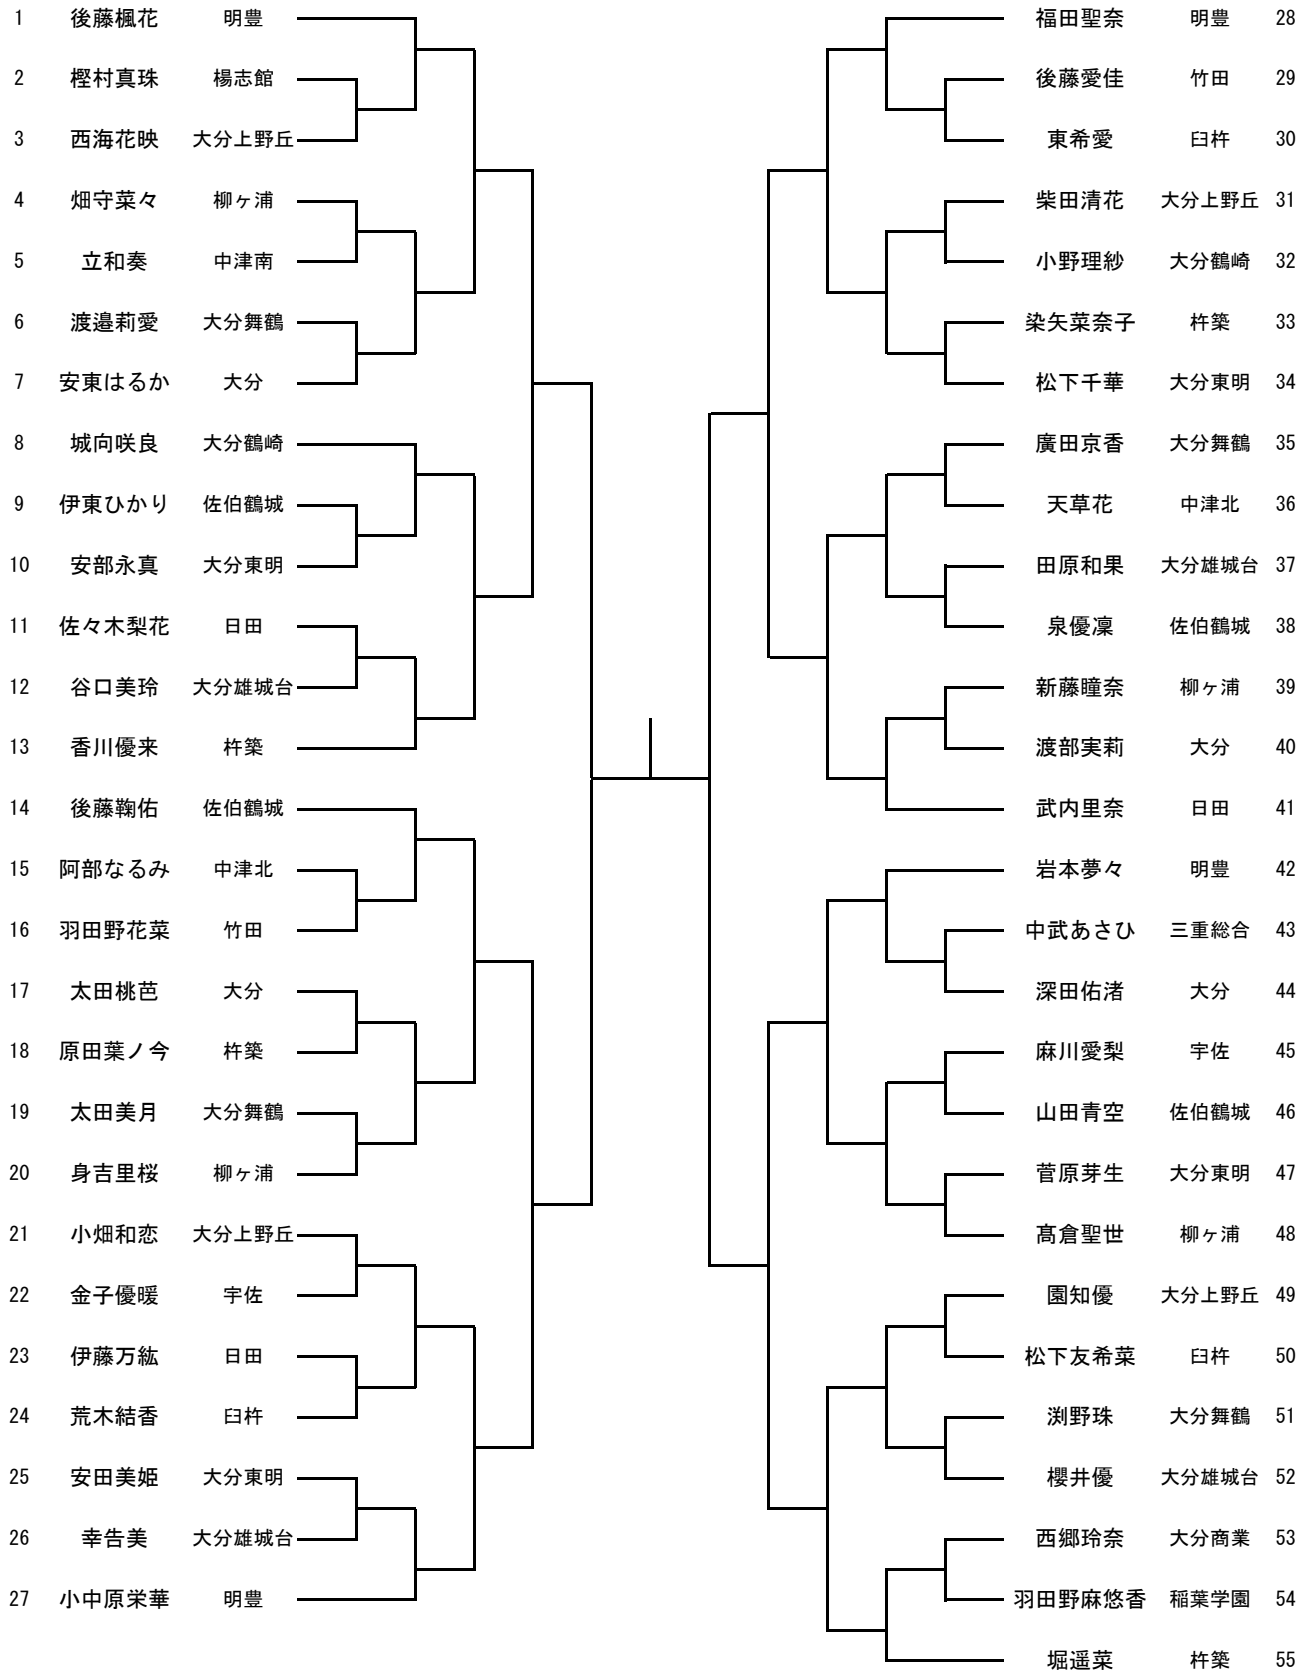 1 後藤楓花 明豊 福田聖奈 明豊 28
2 樫村真珠 楊志館 後藤愛佳 竹田 29
3 西海花映 大分上野丘 東希愛 臼杵 30
4 畑守菜々 柳ヶ浦 柴田清花 大分上野丘 31
5 立和奏 中津南 小野理紗 大分鶴崎 32
6 渡邉莉愛 大分舞鶴 染矢菜奈子 杵築 33
7 安東はるか 大分 松下千華 大分東明 34
8 城向咲良 大分鶴崎 廣田京香 大分舞鶴 35
9 伊東ひかり 佐伯鶴城 天草花 中津北 36
10 安部永真 大分東明 田原和果 大分雄城台 37
11 佐々木梨花 日田 泉優凜 佐伯鶴城 38
12 谷口美玲 大分雄城台 新藤瞳奈 柳ヶ浦 39
13 香川優来 杵築 渡部実莉 大分 40
14 後藤鞠佑 佐伯鶴城 武内里奈 日田 41
15 阿部なるみ 中津北 岩本夢々 明豊 42
16 羽田野花菜 竹田 中武あさひ 三重総合 43
17 太田桃芭 大分 深田佑渚 大分 44
18 原田葉ノ今 杵築 麻川愛梨 宇佐 45
19 太田美月 大分舞鶴 山田青空 佐伯鶴城 46
20 身吉里桜 柳ヶ浦 菅原芽生 大分東明 47
21 小畑和恋 大分上野丘 髙倉聖世 柳ヶ浦 48
22 金子優暖 宇佐 園知優 大分上野丘 49
23 伊藤万紘 日田 松下友希菜 臼杵 50
24 荒木結香 臼杵 渕野珠 大分舞鶴 51
25 安田美姫 大分東明 櫻井優 大分雄城台 52
26 幸告美 大分雄城台 西郷玲奈 大分商業 53
27 小中原栄華 明豊 羽田野麻悠香 稲葉学園 54
堀遥菜 杵築 55